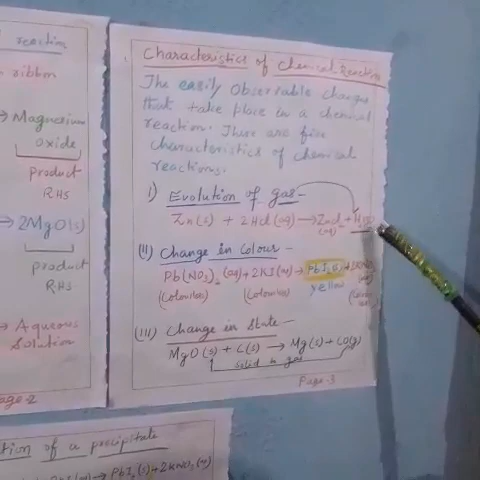 reaction
ribbon
→ Magnesium
oxide
product
RHS
→ 2MgO(s)
product
RHS
→ Aqueous
Solution
Page-2
Characteristics of Chemical Reaction
The easily observable changes
that take place in a chemical
reaction. There are five
characteristics of chemical
reactions.
i) Evolution of gas-
Zn(s) + 2Hcl(aq) → Zncl₂ + H₂
(aq)
(II) Change in Colour -
Pb(NO₃)₂(aq) + 2KI(aq) → PbI₂(s) +
(Colourless) (Colourless) yellow
(III) Change in State -
MgO(s) + C(s) → Mg(s) + CO(g)
solid to gas
Page-3
tion of a precipitate
→ PbI₂(s) + 2KNO₃(aq)